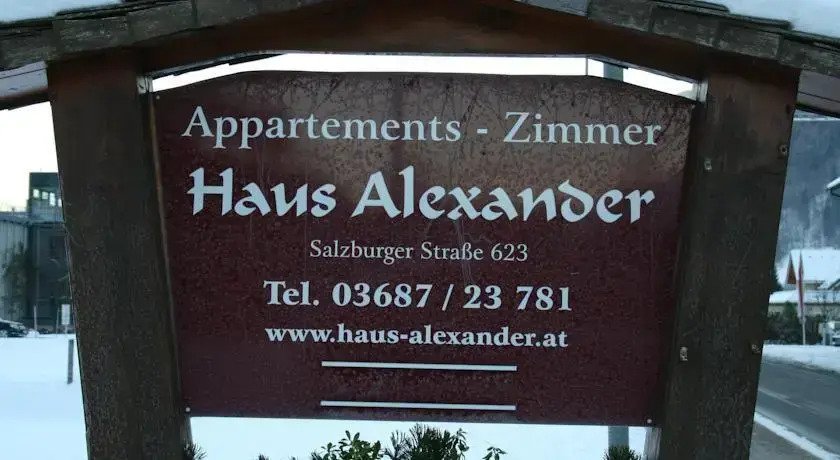 Appartements - Zimmer
Haus Alexander
Salzburger Straße 623
Tel. 03687 / 23 781
www.haus-alexander.at